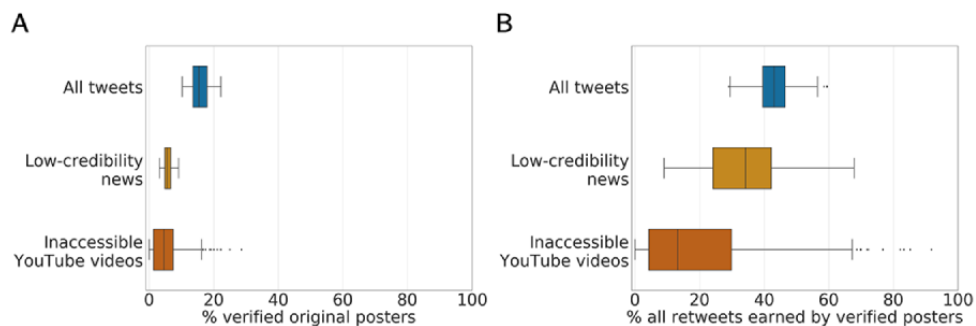 A
All tweets
Low-credibility
news
Inaccessible
YouTube videos
0 20 40 60 80 100
% verified original posters
B
All tweets
Low-credibility
news
Inaccessible
YouTube videos
0 20 40 60 80 100
% all retweets earned by verified posters